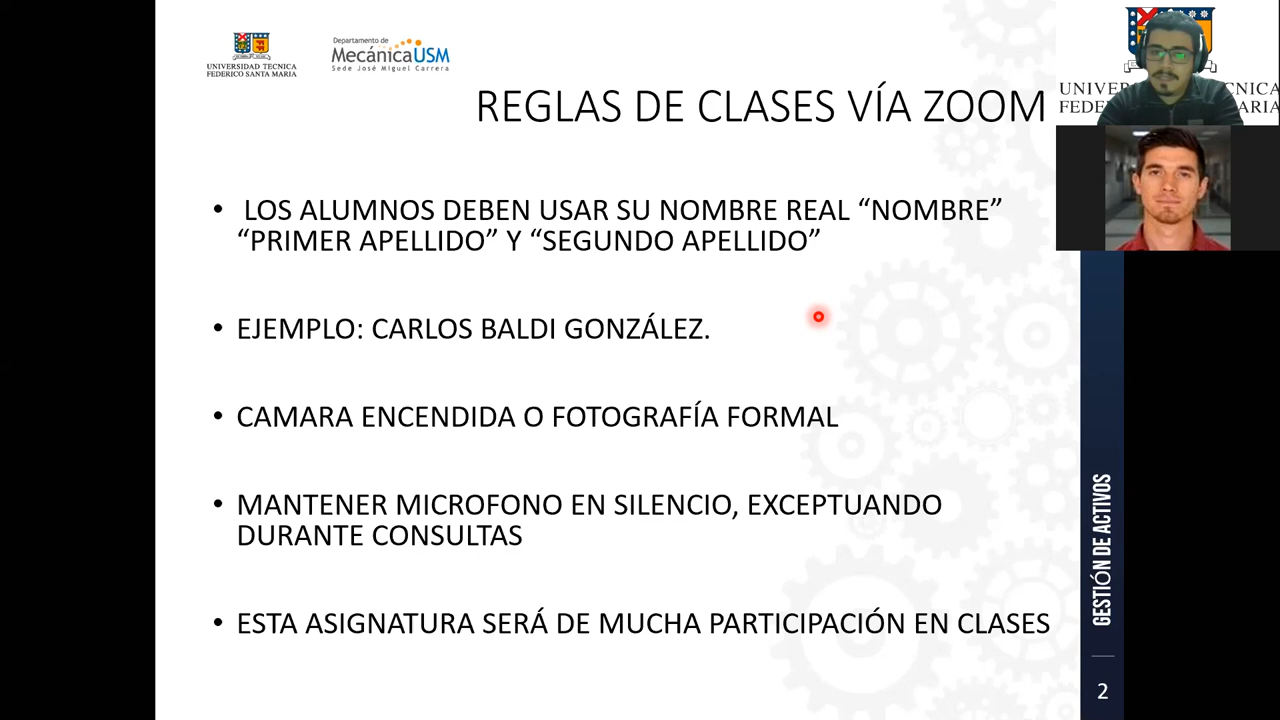 UNIVERSIDAD TECNICA
FEDERICO SANTA MARIA
Departamento de
MecánicaUSM
Sede José Miguel Carrera
REGLAS DE CLASES VÍA ZOOM
• LOS ALUMNOS DEBEN USAR SU NOMBRE REAL “NOMBRE”
“PRIMER APELLIDO” Y “SEGUNDO APELLIDO”
• EJEMPLO: CARLOS BALDI GONZÁLEZ.
• CAMARA ENCENDIDA O FOTOGRAFÍA FORMAL
• MANTENER MICROFONO EN SILENCIO, EXCEPTUANDO
DURANTE CONSULTAS
• ESTA ASIGNATURA SERÁ DE MUCHA PARTICIPACIÓN EN CLASES
GESTIÓN DE ACTIVOS
2